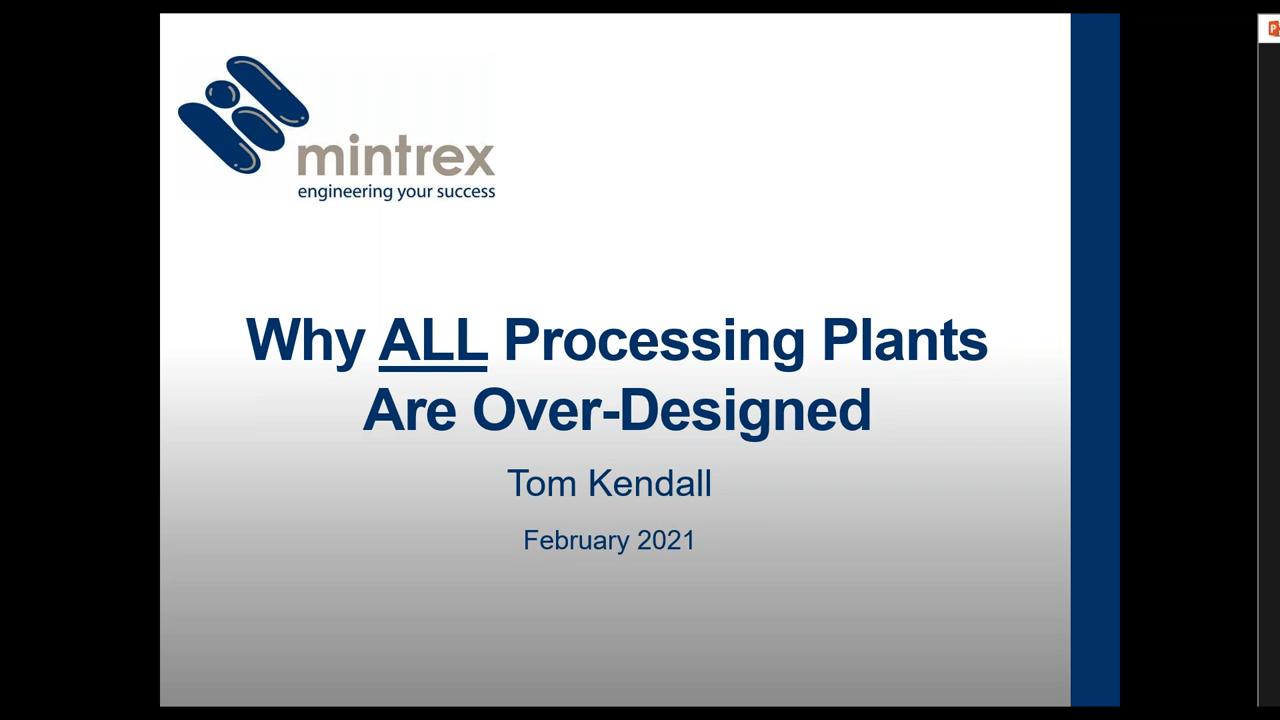 mintrex
engineering your success
Why ALL Processing Plants
Are Over-Designed
Tom Kendall
February 2021